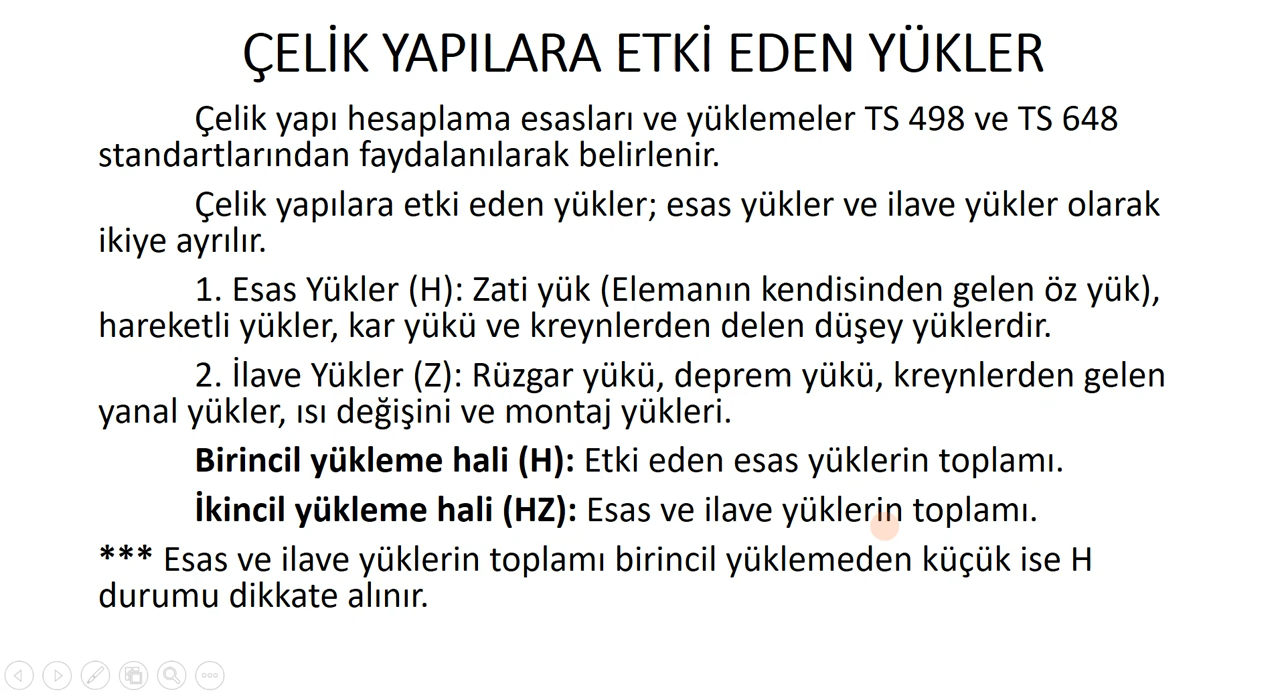 ÇELİK YAPILARA ETKİ EDEN YÜKLER
Çelik yapı hesaplama esasları ve yüklemeler TS 498 ve TS 648
standartlarından faydalanılarak belirlenir.
Çelik yapılara etki eden yükler; esas yükler ve ilave yükler olarak
ikiye ayrılır.
1. Esas Yükler (H): Zati yük (Elemanın kendisinden gelen öz yük),
hareketli yükler, kar yükü ve kreynlerden delen düşey yüklerdir.
2. İlave Yükler (Z): Rüzgar yükü, deprem yükü, kreynlerden gelen
yanal yükler, ısı değişini ve montaj yükleri.
Birincil yükleme hali (H): Etki eden esas yüklerin toplamı.
İkincil yükleme hali (HZ): Esas ve ilave yüklerin toplamı.
*** Esas ve ilave yüklerin toplamı birincil yüklemeden küçük ise H
durumu dikkate alınır.